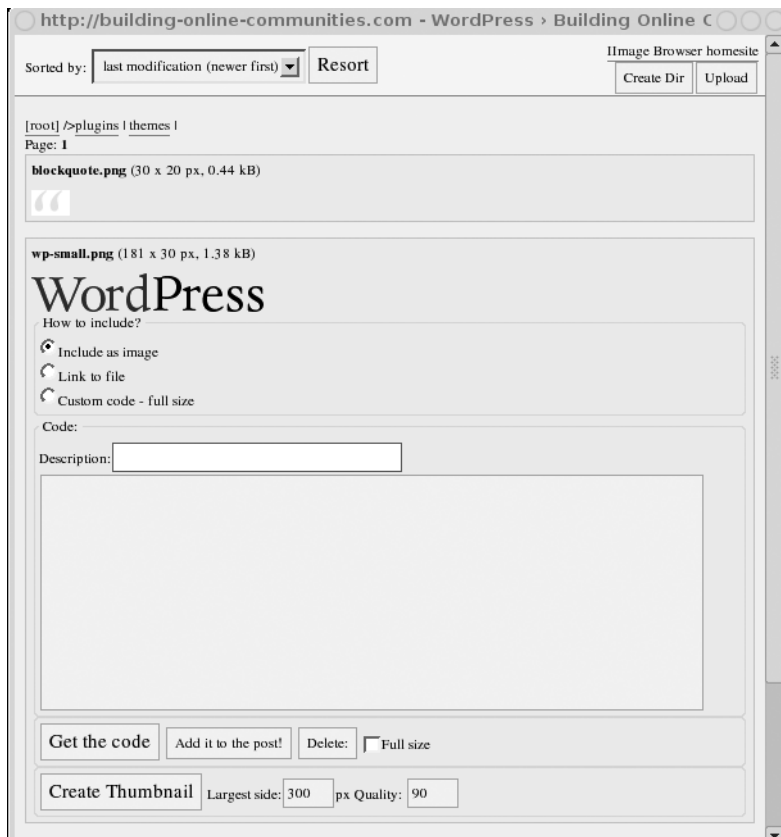 http://building-online-communities.com - WordPress › Building Online C
IImage Browser homesite
Sorted by: last modification (newer first) Resort
Create Dir Upload
[root] />plugins | themes |
Page: 1
blockquote.png (30 x 20 px, 0.44 kB)
“
wp-small.png (181 x 30 px, 1.38 kB)
WordPress
How to include?
Include as image
Link to file
Custom code - full size
Code:
Description:
Get the code Add it to the post! Delete: Full size
Create Thumbnail Largest side: 300 px Quality: 90